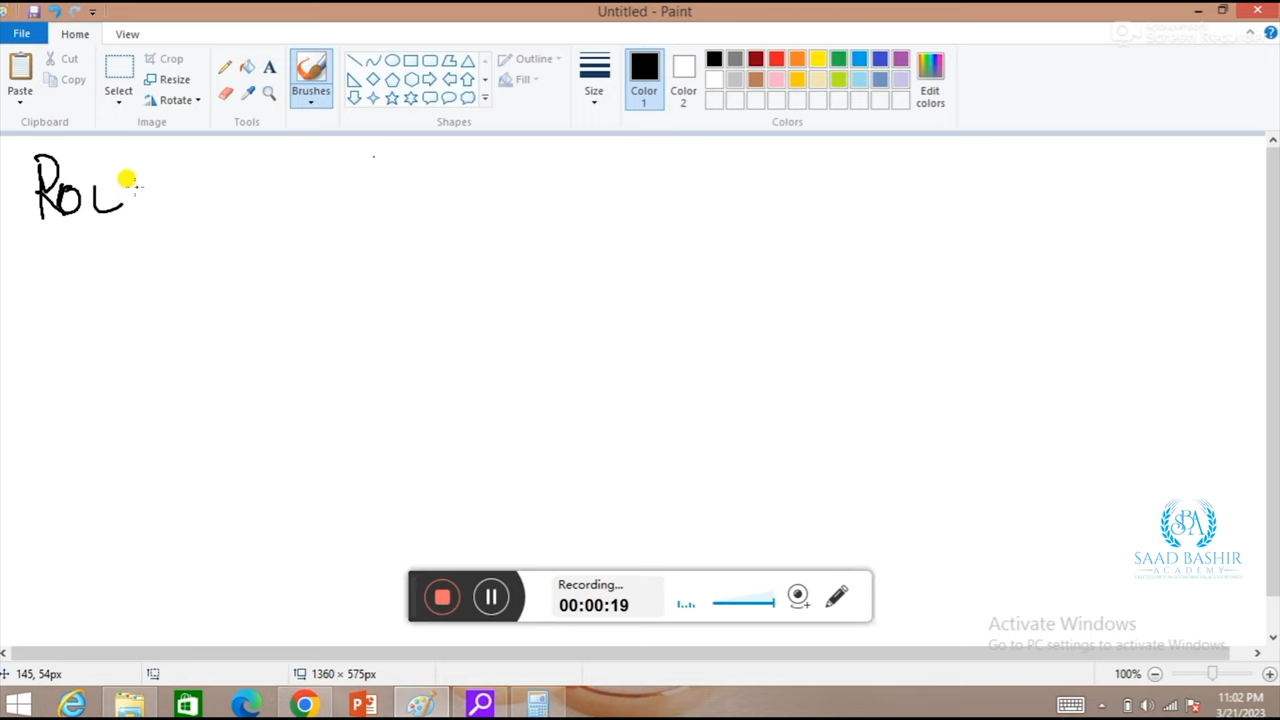 Untitled - Paint
File Home View
Paste
Cut
Copy
Clipboard
Select
Crop
Resize
Rotate
Image
Tools
Brushes
Shapes
Outline
Fill
Size
Color 1
Color 2
Edit colors
Colors
ROL
SBA
SAAD BASHIR
ACADEMY
Recording...
00:00:19
Activate Windows
Go to PC settings to activate Windows.
145, 54px
1360 × 575px
100%
11:02 PM
3/21/2023